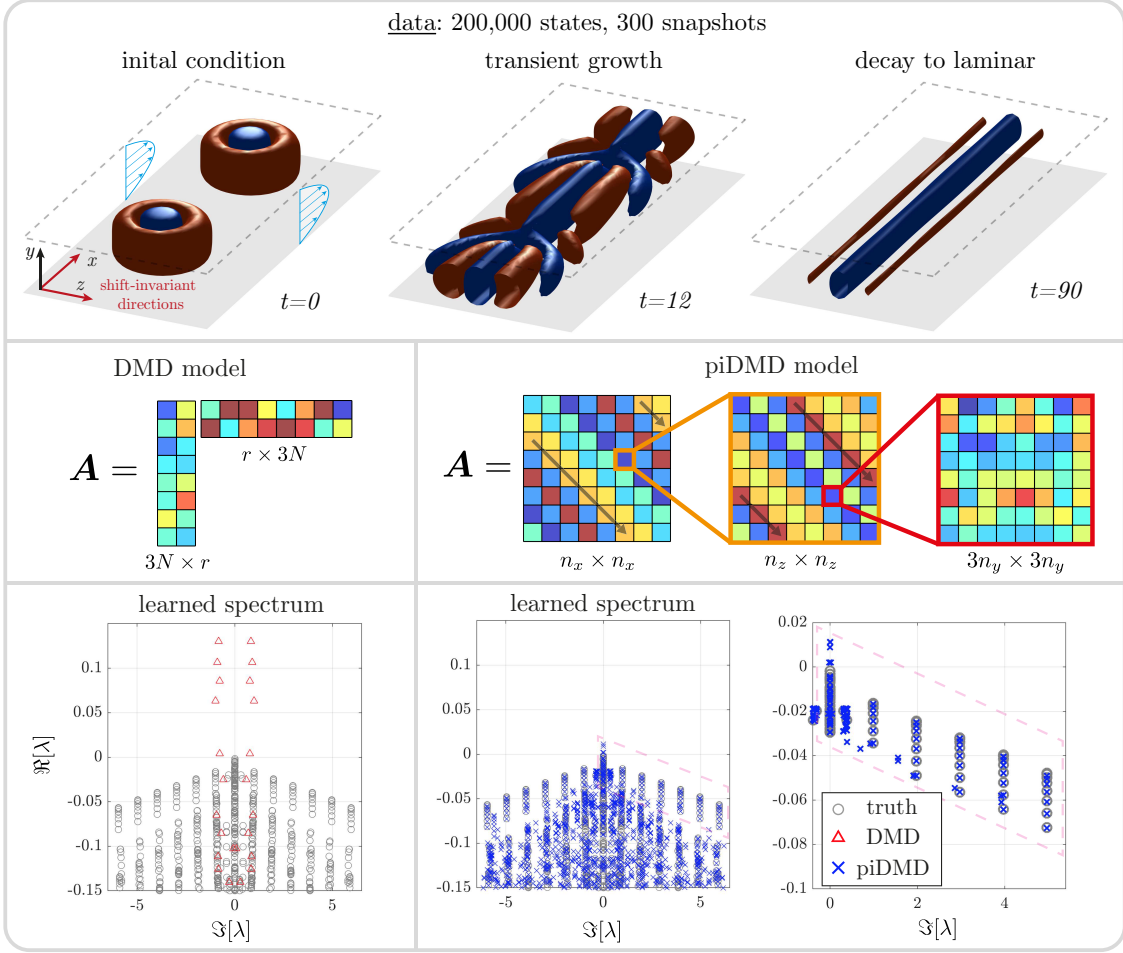 data: 200,000 states, 300 snapshots
inital condition
transient growth
decay to laminar
y
x
z
shift-invariant
directions
t=0
t=12
t=90
DMD model
A =
r × 3N
3N × r
piDMD model
A =
n_x × n_x
n_z × n_z
3n_y × 3n_y
learned spectrum
0.1
0.05
0
-0.05
-0.1
-0.15
-5
0
5
ℜ[λ]
ℑ[λ]
learned spectrum
0.1
0.05
0
-0.05
-0.1
-0.15
-5
0
5
ℑ[λ]
0.02
0
-0.02
-0.04
-0.06
-0.08
-0.1
0
2
4
ℑ[λ]
truth
DMD
piDMD